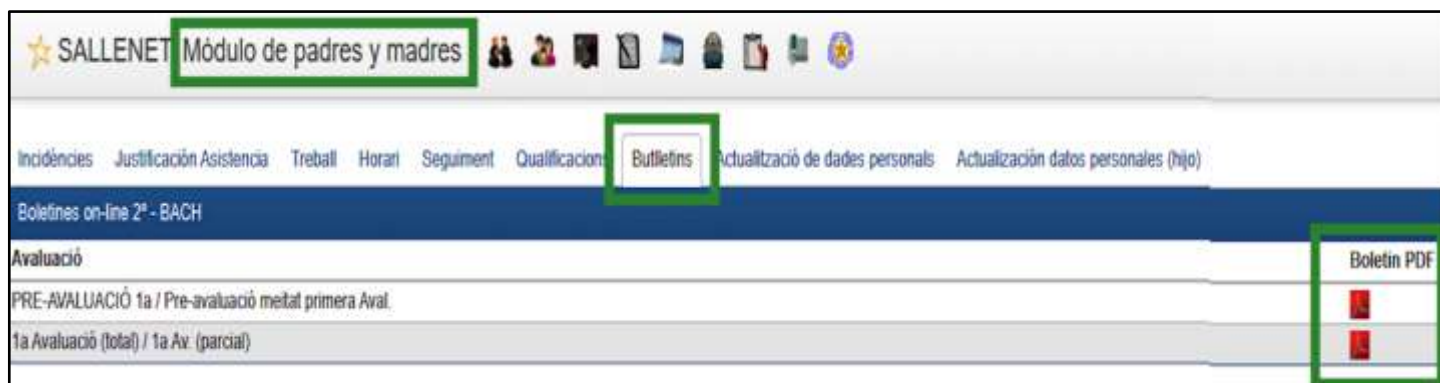 SALLENET Módulo de padres y madres
Incidències Justificación Asistencia Treball Horari Seguiment Qualificacions Butlletins Actualització de dades personals Actualización datos personales (hijo)
Boletines on-line 2º - BACH
Avaluació Boletin PDF
PRE-AVALUACIÓ 1a / Pre-avaluació meitat primera Aval.
1a Avaluació (total) / 1a Av. (parcial)